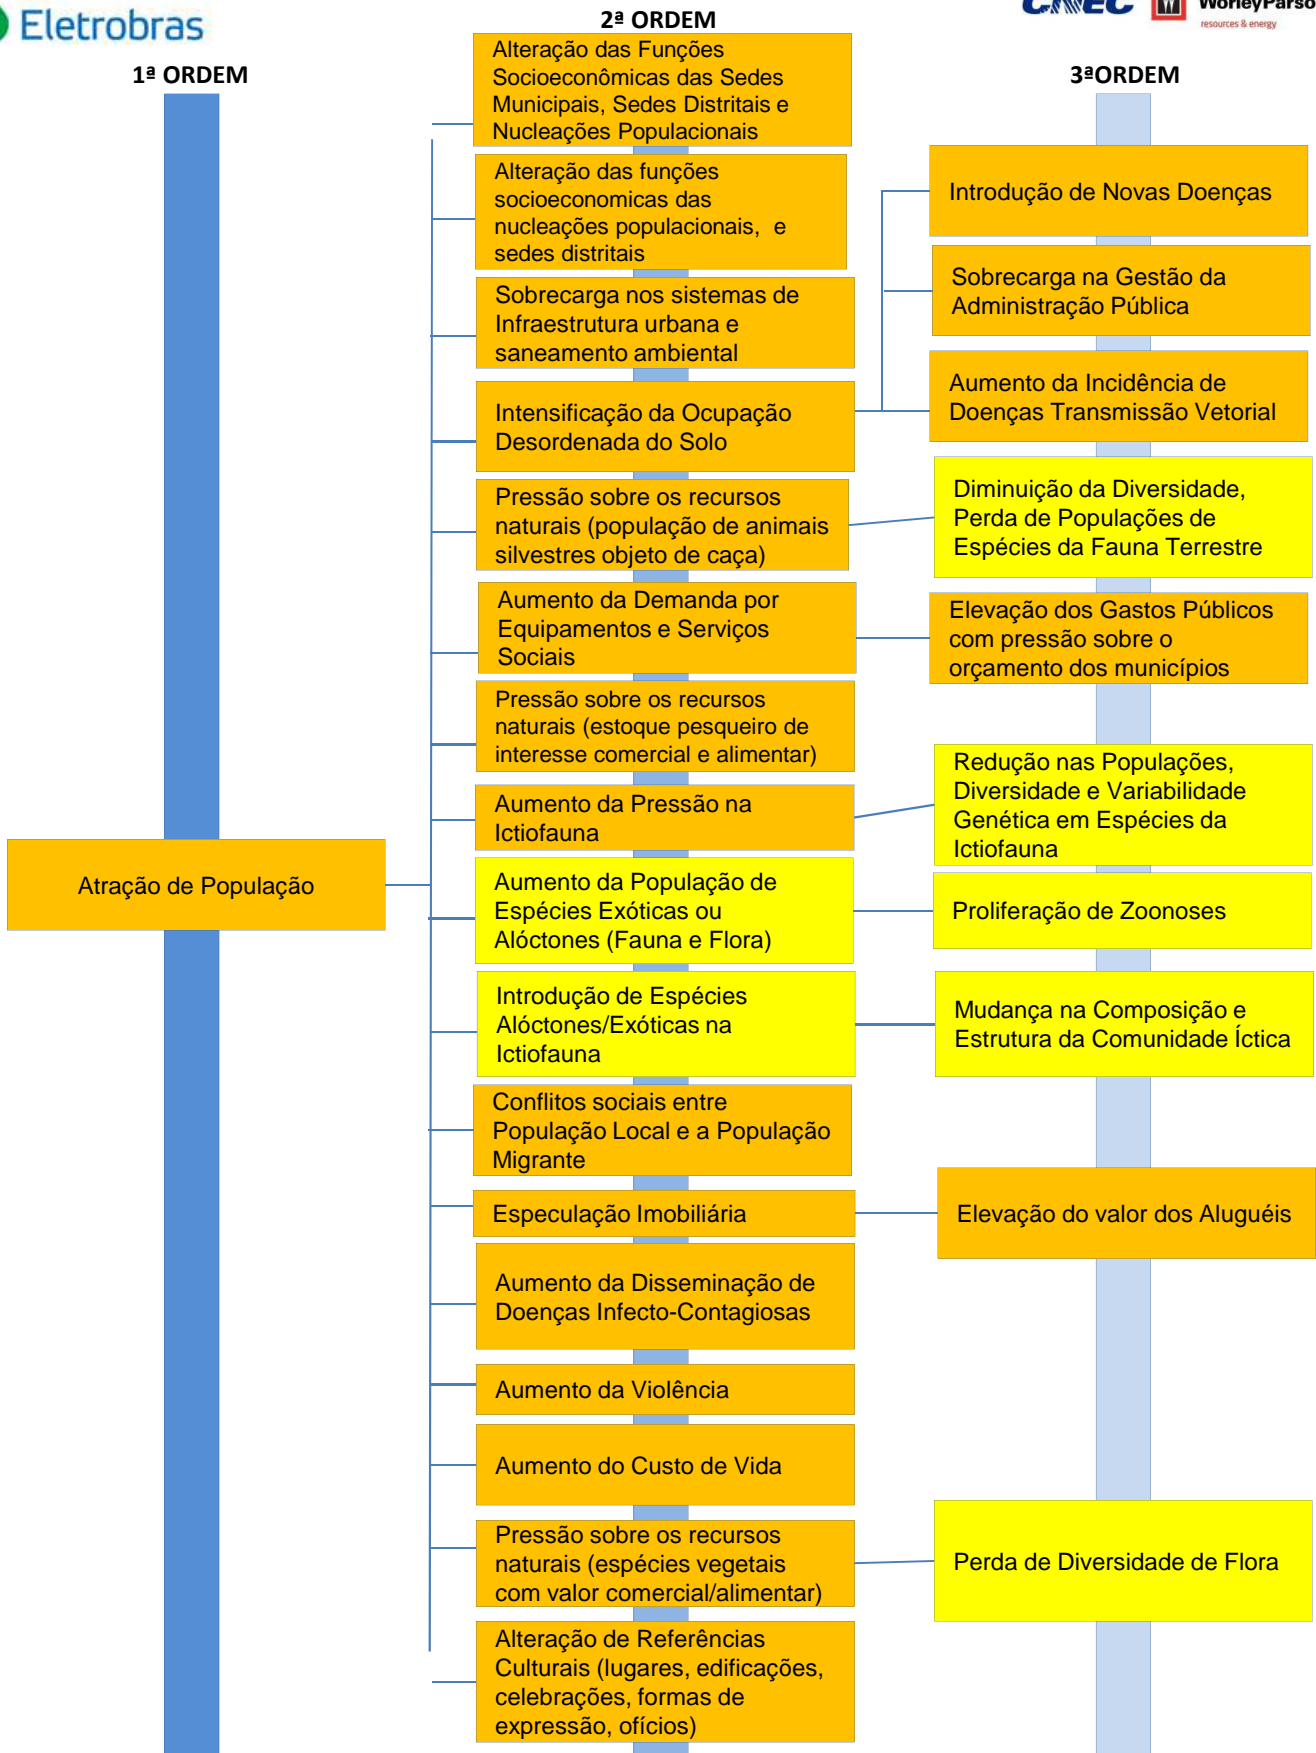 Eletrobras
CNEC
WorleyParso
resources & energy
1ª ORDEM
2ª ORDEM
3ªORDEM
Atração de População
Alteração das Funções
Socioeconômicas das Sedes
Municipais, Sedes Distritais e
Nucleações Populacionais
Alteração das funções
socioeconomicas das
nucleações populacionais, e
sedes distritais
Sobrecarga nos sistemas de
Infraestrutura urbana e
saneamento ambiental
Intensificação da Ocupação
Desordenada do Solo
Pressão sobre os recursos
naturais (população de animais
silvestres objeto de caça)
Aumento da Demanda por
Equipamentos e Serviços
Sociais
Pressão sobre os recursos
naturais (estoque pesqueiro de
interesse comercial e alimentar)
Aumento da Pressão na
Ictiofauna
Aumento da População de
Espécies Exóticas ou
Alóctones (Fauna e Flora)
Introdução de Espécies
Alóctones/Exóticas na
Ictiofauna
Conflitos sociais entre
População Local e a População
Migrante
Especulação Imobiliária
Aumento da Disseminação de
Doenças Infecto-Contagiosas
Aumento da Violência
Aumento do Custo de Vida
Pressão sobre os recursos
naturais (espécies vegetais
com valor comercial/alimentar)
Alteração de Referências
Culturais (lugares, edificações,
celebrações, formas de
expressão, ofícios)
Introdução de Novas Doenças
Sobrecarga na Gestão da
Administração Pública
Aumento da Incidência de
Doenças Transmissão Vetorial
Diminuição da Diversidade,
Perda de Populações de
Espécies da Fauna Terrestre
Elevação dos Gastos Públicos
com pressão sobre o
orçamento dos municípios
Redução nas Populações,
Diversidade e Variabilidade
Genética em Espécies da
Ictiofauna
Proliferação de Zoonoses
Mudança na Composição e
Estrutura da Comunidade Íctica
Elevação do valor dos Aluguéis
Perda de Diversidade de Flora